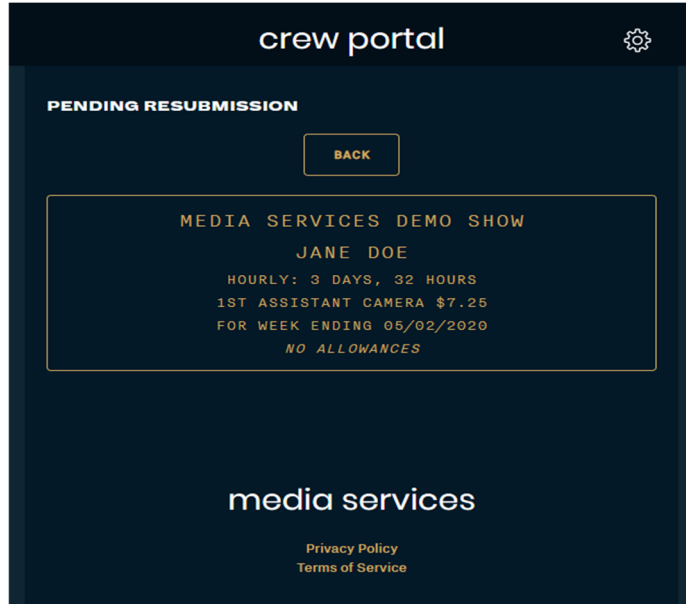 crew portal
PENDING RESUBMISSION
BACK
MEDIA SERVICES DEMO SHOW
JANE DOE
HOURLY: 3 DAYS, 32 HOURS
1ST ASSISTANT CAMERA $7.25
FOR WEEK ENDING 05/02/2020
NO ALLOWANCES
media services
Privacy Policy
Terms of Service